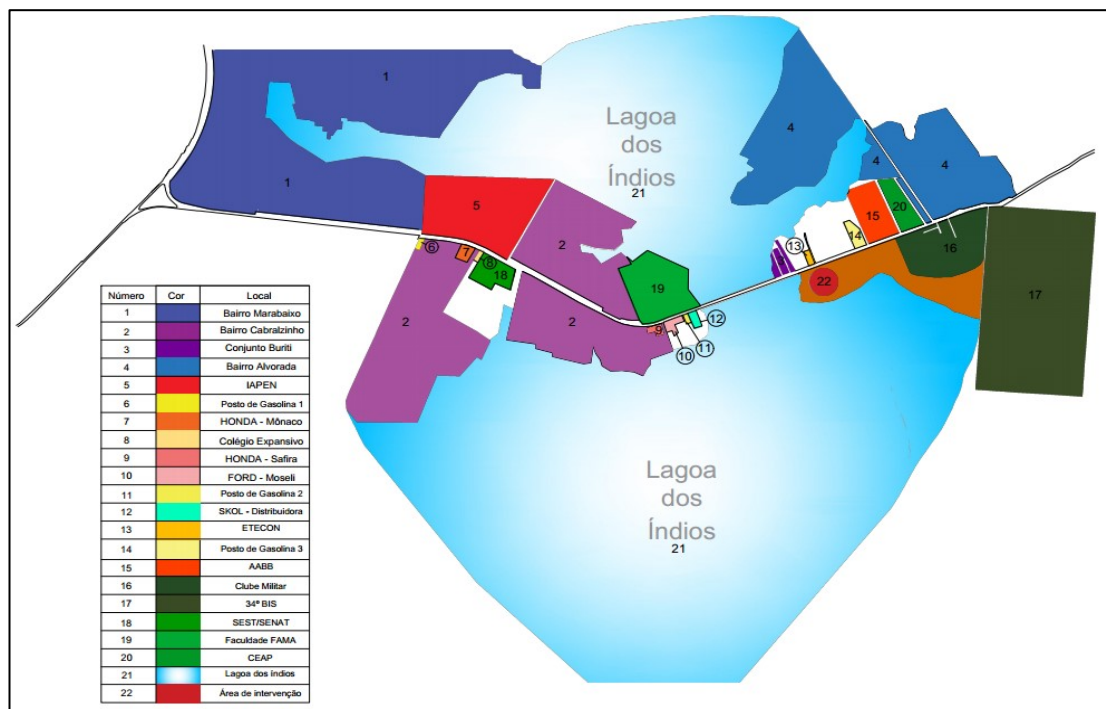 1
Lagoa
dos
Índios
21
4
4
4
1
5
2
20
15
14
13
16
6
7
8
18
2
19
3
22
17
2
2
9
12
11
10
Lagoa
dos
Índios
21
Número Cor Local
1 Bairro Marabaixo
2 Bairro Cabralzinho
3 Conjunto Buriti
4 Bairro Alvorada
5 IAPEN
6 Posto de Gasolina 1
7 HONDA - Mônaco
8 Colégio Expansivo
9 HONDA - Safira
10 FORD - Moseli
11 Posto de Gasolina 2
12 SKOL - Distribuidora
13 ETECON
14 Posto de Gasolina 3
15 AABB
16 Clube Militar
17 34º BIS
18 SEST/SENAT
19 Faculdade FAMA
20 CEAP
21 Lagoa dos Índios
22 Área de intervenção